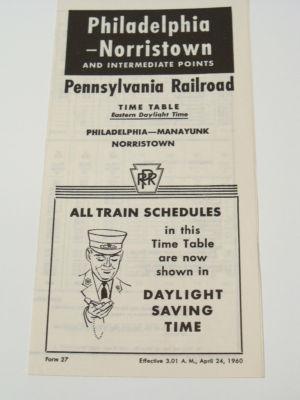 Philadelphia
–Norristown
AND INTERMEDIATE POINTS
Pennsylvania Railroad
TIME TABLE
Eastern Daylight Time
PHILADELPHIA—MANAYUNK
NORRISTOWN
PRR
ALL TRAIN SCHEDULES
in this
Time Table
are now
shown in
DAYLIGHT
SAVING
TIME
Form 27
Effective 3.01 A. M., April 24, 1960